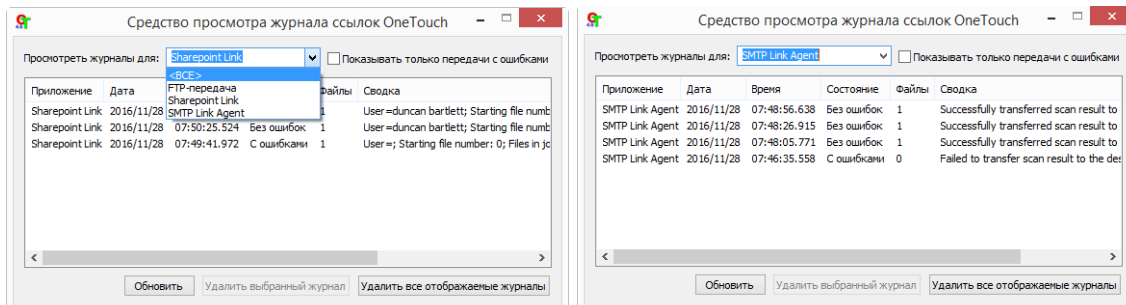 Средство просмотра журнала ссылок OneTouch
Просмотреть журналы для: Sharepoint Link Показывать только передачи с ошибками
<ВСЕ>
FTP-передача
Sharepoint Link
SMTP Link Agent
Приложение Дата Файлы Сводка
Sharepoint Link 2016/11/28 1 User=duncan bartlett; Starting file numb
Sharepoint Link 2016/11/28 07:50:25.524 Без ошибок 1 User=duncan bartlett; Starting file numb
Sharepoint Link 2016/11/28 07:49:41.972 С ошибками 1 User=; Starting file number: 0; Files in jo
Обновить Удалить выбранный журнал Удалить все отображаемые журналы
Средство просмотра журнала ссылок OneTouch
Просмотреть журналы для: SMTP Link Agent Показывать только передачи с ошибками
Приложение Дата Время Состояние Файлы Сводка
SMTP Link Agent 2016/11/28 07:48:56.638 Без ошибок 1 Successfully transferred scan result to
SMTP Link Agent 2016/11/28 07:48:26.915 Без ошибок 1 Successfully transferred scan result to
SMTP Link Agent 2016/11/28 07:48:05.771 Без ошибок 1 Successfully transferred scan result to
SMTP Link Agent 2016/11/28 07:46:35.558 С ошибками 0 Failed to transfer scan result to the des
Обновить Удалить выбранный журнал Удалить все отображаемые журналы